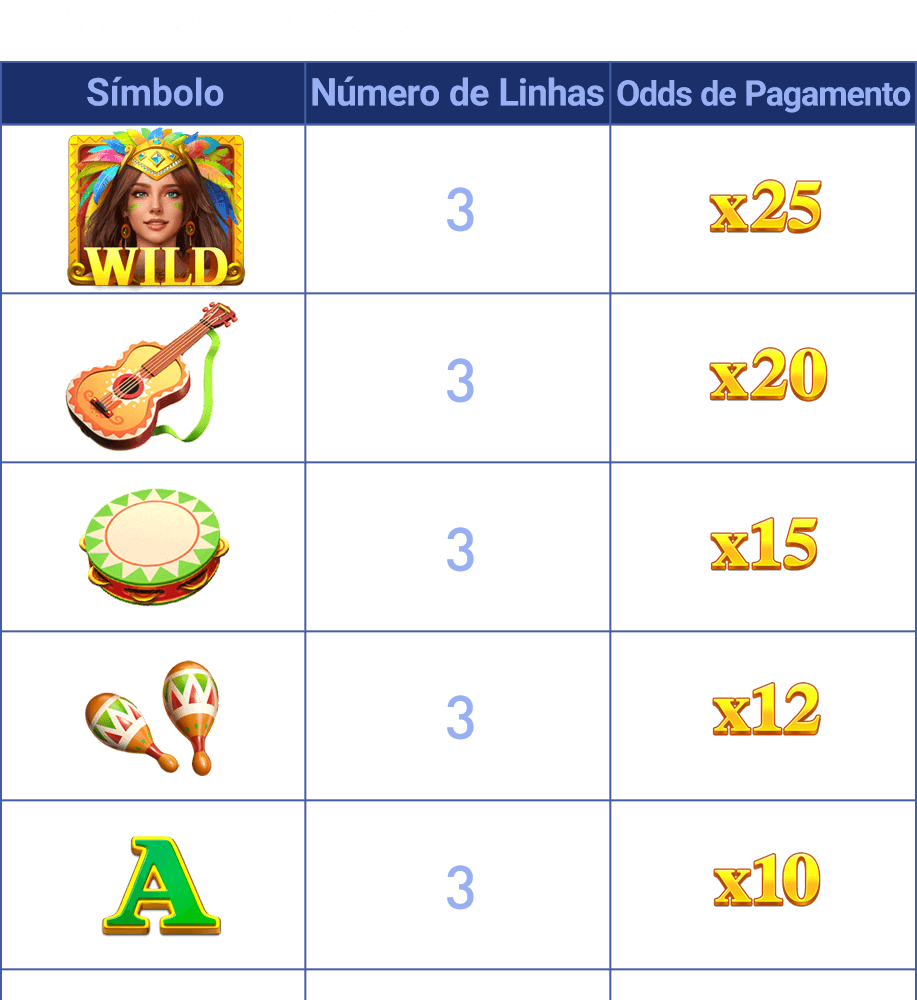 Símbolo Número de Linhas Odds de Pagamento
WILD 3 x25
3 x20
3 x15
3 x12
A 3 x10